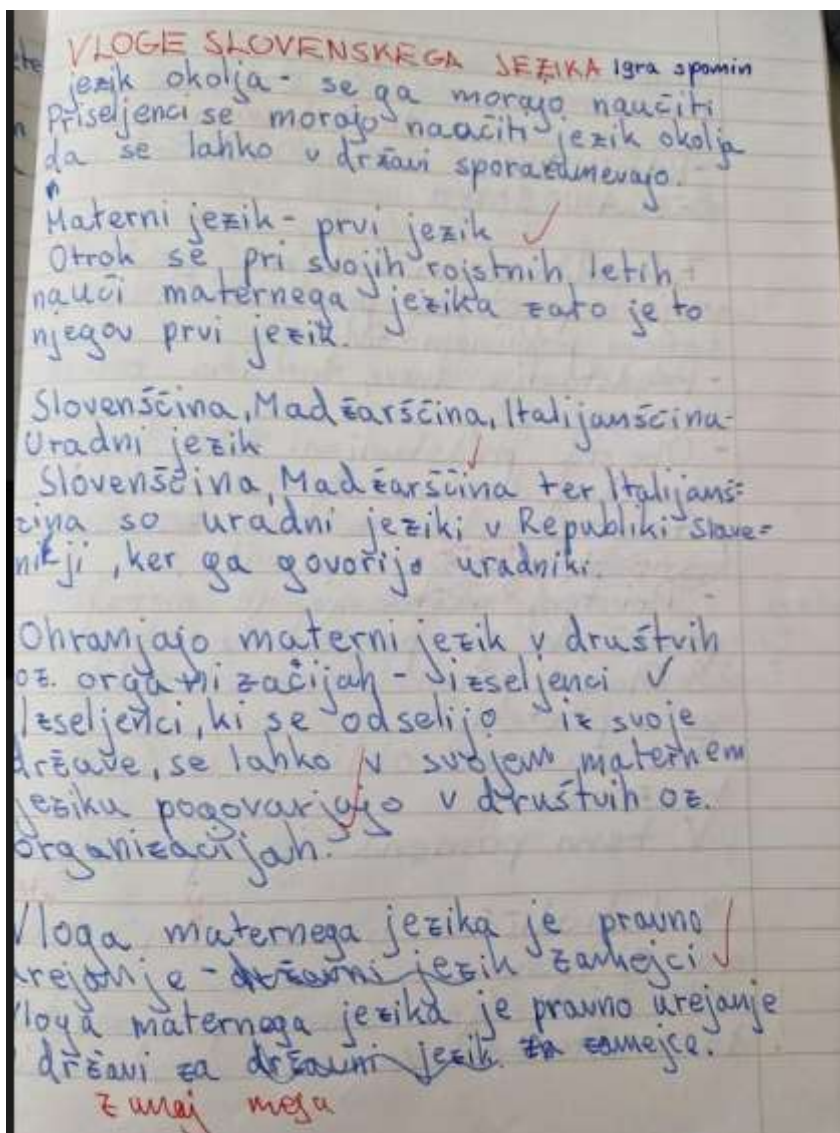 VLOGE SLOVENSKEGA JEZIKA Igra spomin
jezik okolja - se ga morajo naučiti
Priseljenci se morajo naučiti jezik okolja
da se lahko v državi sporazumevajo.
Materni jezik - prvi jezik
Otrok se pri svojih rojstnih letih
nauči maternega jezika zato je to
njegov prvi jezik.
Slovenščina, Madžarščina, Italijanščina -
Uradni jezik
Slovenščina, Madžarščina ter Italijanš=
čina so uradni jeziki v Republiki Slove=
niji, ker ga govorijo uradniki.
Ohranjajo materni jezik v društvih
oz. organizačijah - izseljenci
Izseljenci, ki se odselijo iz svoje
države, se lahko v svojem maternem
jeziku pogovarjajo v društvih oz.
organizacijah.
Vloga maternega jezika je pravno
urejanje - državni jezik zamejci
Vloga maternega jezika je pravno urejanje
državi za državni jezik za zamejce.
zunaj meja